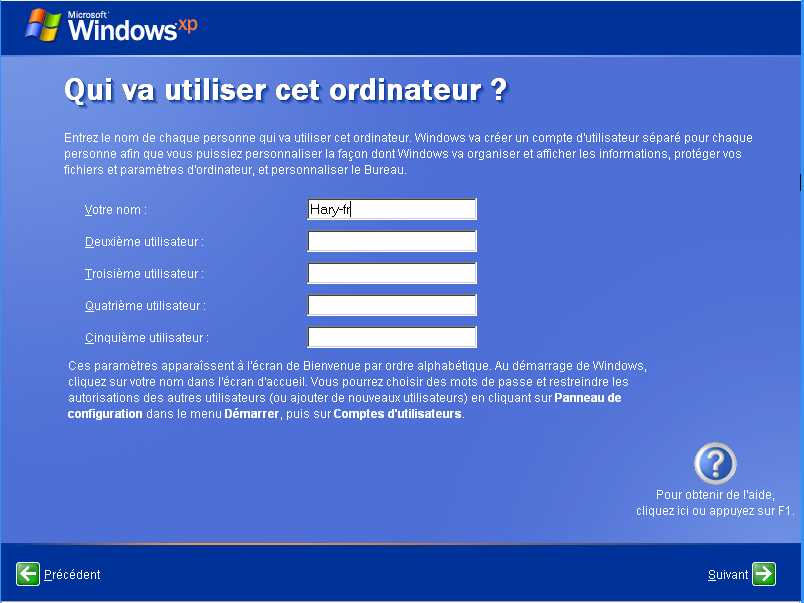 Microsoft®
Windows xp
Qui va utiliser cet ordinateur ?
Entrez le nom de chaque personne qui va utiliser cet ordinateur. Windows va créer un compte d'utilisateur séparé pour chaque
personne afin que vous puissiez personnaliser la façon dont Windows va organiser et afficher les informations, protéger vos
fichiers et paramètres d'ordinateur, et personnaliser le Bureau.
Votre nom : Hary-fr
Deuxième utilisateur :
Troisième utilisateur :
Quatrième utilisateur :
Cinquième utilisateur :
Ces paramètres apparaîssent à l'écran de Bienvenue par ordre alphabétique. Au démarrage de Windows,
cliquez sur votre nom dans l'écran d'accueil. Vous pourrez choisir des mots de passe et restreindre les
autorisations des autres utilisateurs (ou ajouter de nouveaux utilisateurs) en cliquant sur Panneau de
configuration dans le menu Démarrer, puis sur Comptes d'utilisateurs.
Pour obtenir de l'aide,
cliquez ici ou appuyez sur F1.
Précédent
Suivant